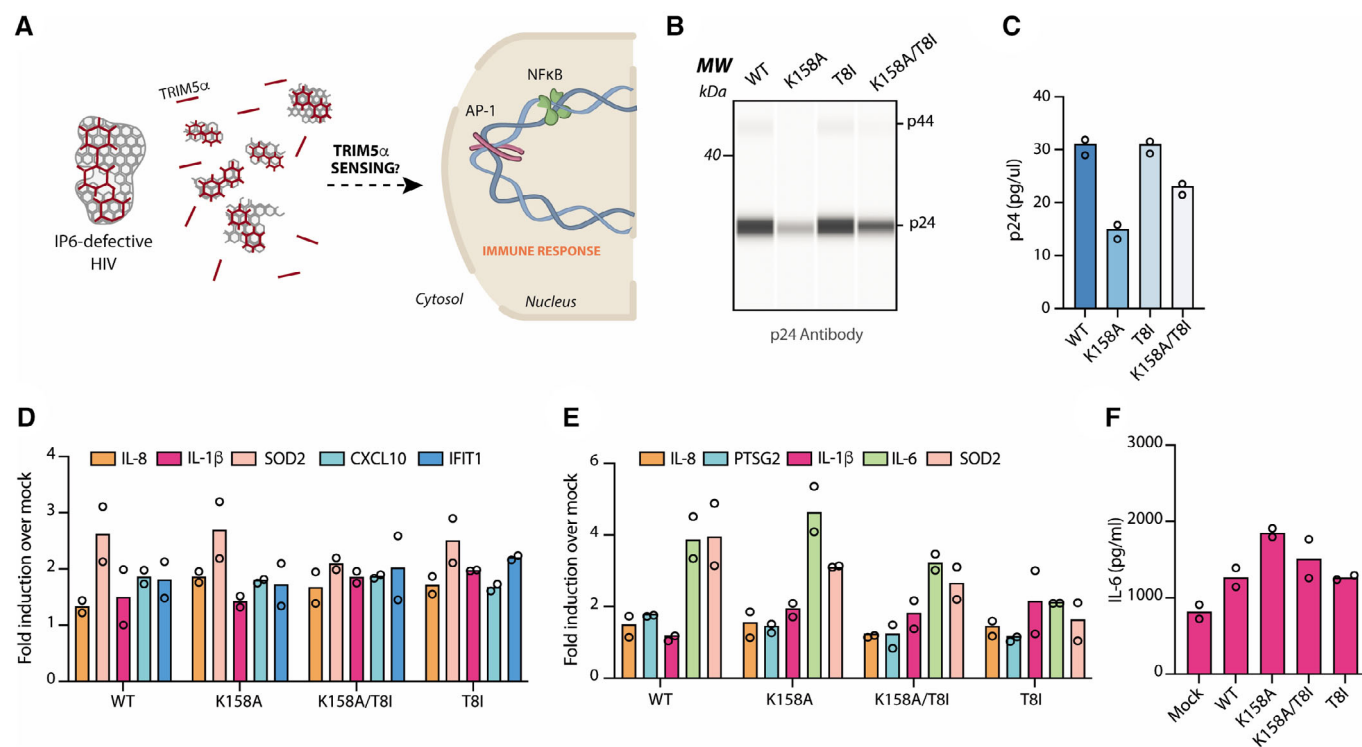 A
TRIM5α
IP6-defective
HIV
TRIM5α
SENSING?
AP-1
NFκB
IMMUNE RESPONSE
Cytosol
Nucleus
B
MW
kDa
WT
K158A
T8I
K158A/T8I
40
p44
p24
p24 Antibody
C
p24 (pg/ul)
40
30
20
10
0
WT
K158A
T8I
K158A/T8I
D
Fold induction over mock
4
3
2
1
0
IL-8
IL-1β
SOD2
CXCL10
IFIT1
WT
K158A
K158A/T8I
T8I
E
Fold induction over mock
6
4
2
0
IL-8
PTSG2
IL-1β
IL-6
SOD2
WT
K158A
K158A/T8I
T8I
F
IL-6 (pg/ml)
3000
2000
1000
0
Mock
WT
K158A
K158A/T8I
T8I